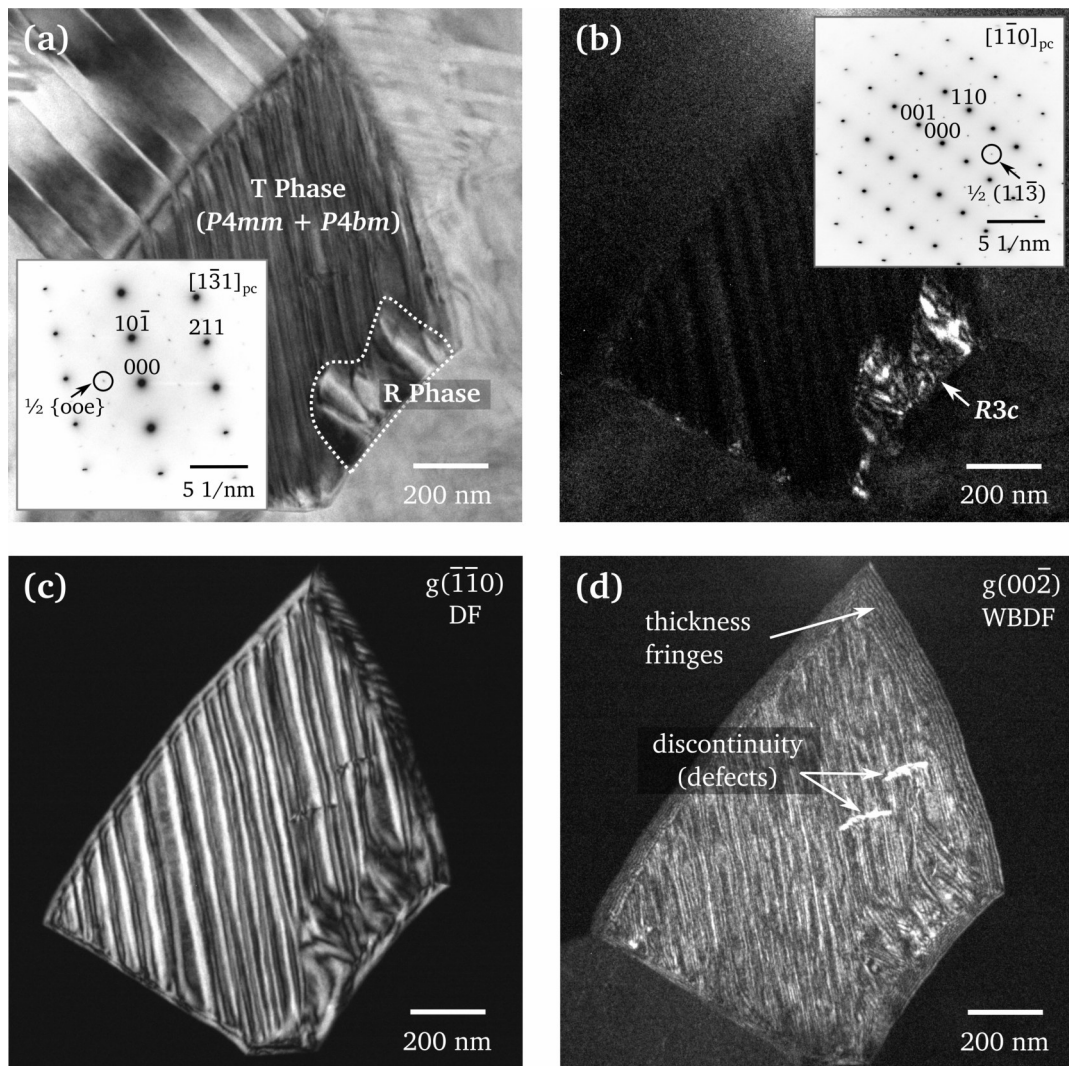 (a)
T Phase
(P4mm + P4bm)
[13̅1]pc
101̅
211
000
½ {ooe}
5 1/nm
R Phase
200 nm
(b)
[11̅0]pc
110
001
000
½ (113̅)
5 1/nm
R3c
200 nm
(c)
g(1̅1̅0)
DF
200 nm
(d)
g(002̅)
WBDF
thickness
fringes
discontinuity
(defects)
200 nm